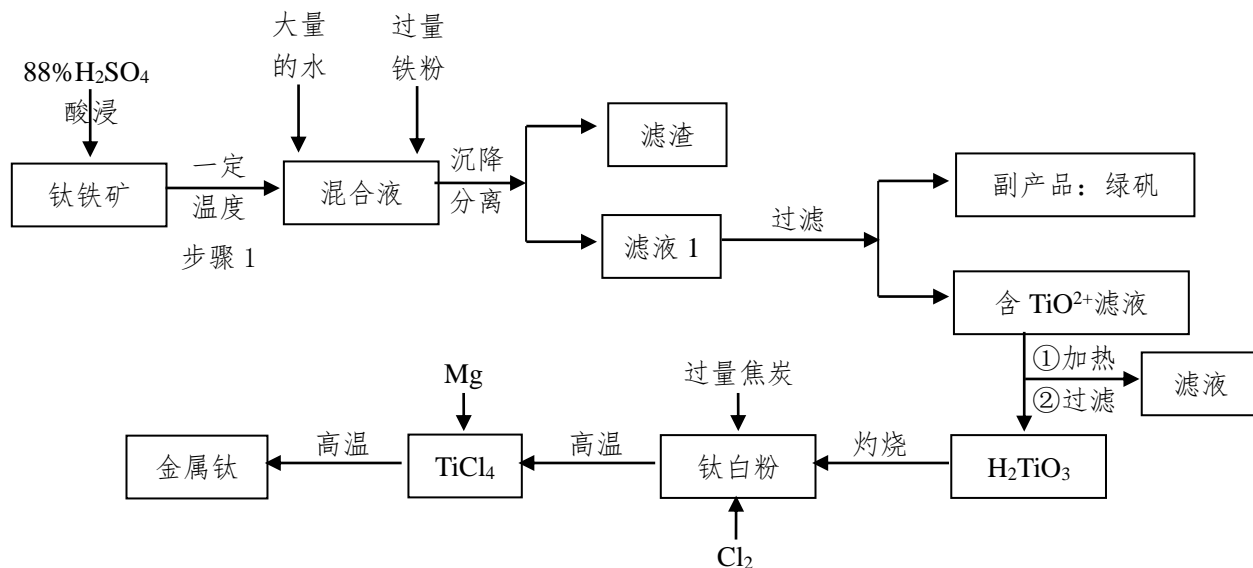 88%H₂SO₄
酸浸
大量
的水
过量
铁粉
钛铁矿
一定
温度
步骤 1
混合液
沉降
分离
滤渣
滤液 1
过滤
副产品：绿矾
含 TiO²⁺滤液
①加热
②过滤
滤液
H₂TiO₃
灼烧
过量焦炭
钛白粉
Cl₂
高温
Mg
TiCl₄
高温
金属钛